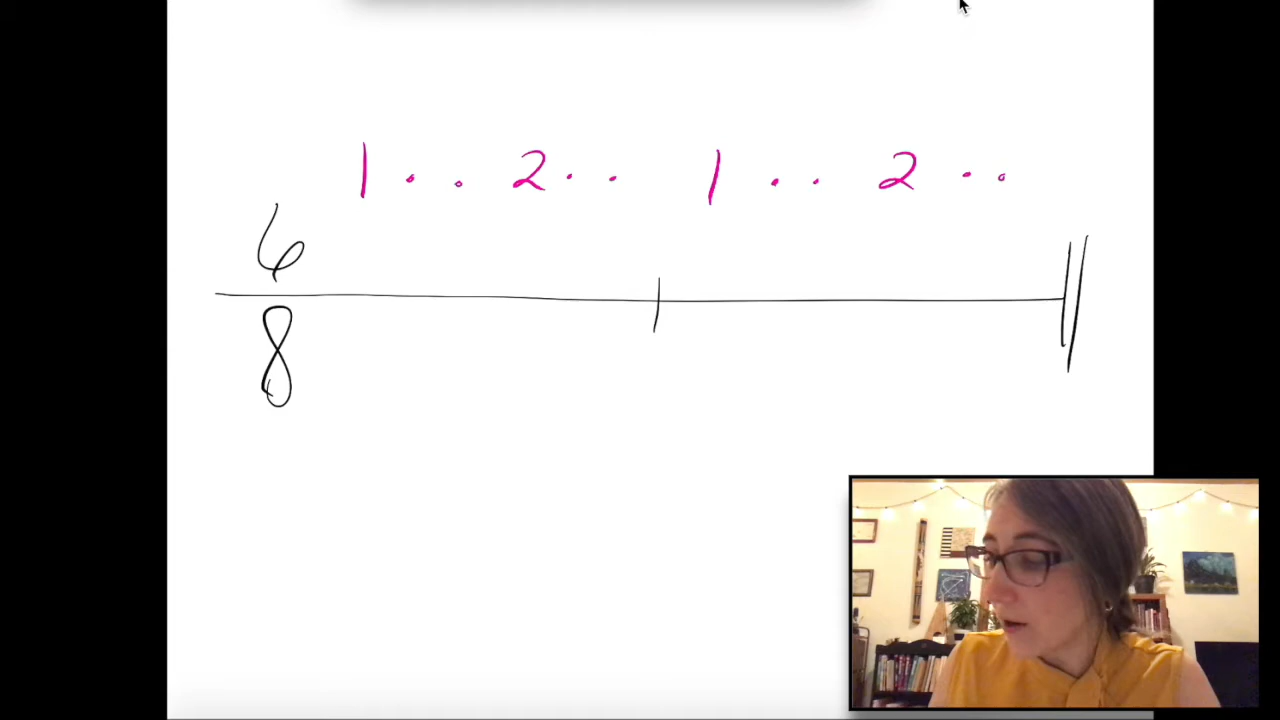 1 . . 2 . . 1 . . 2 . .
6
8